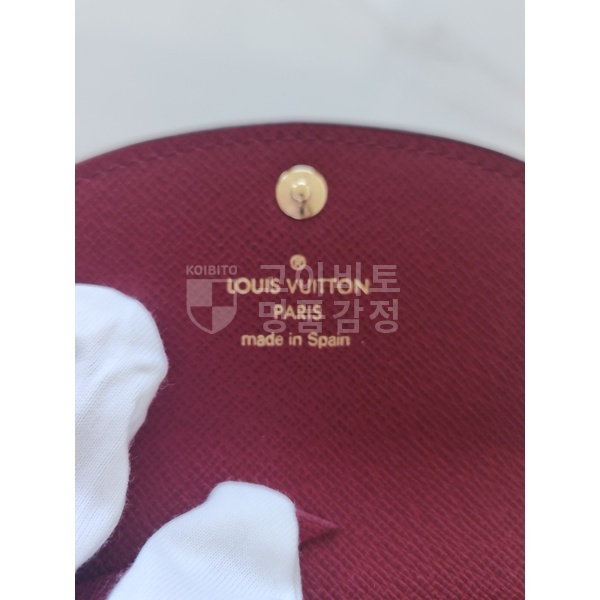 LOUIS VUITTON
PARIS
made in Spain
KOIBITO
코이비토
명품감정